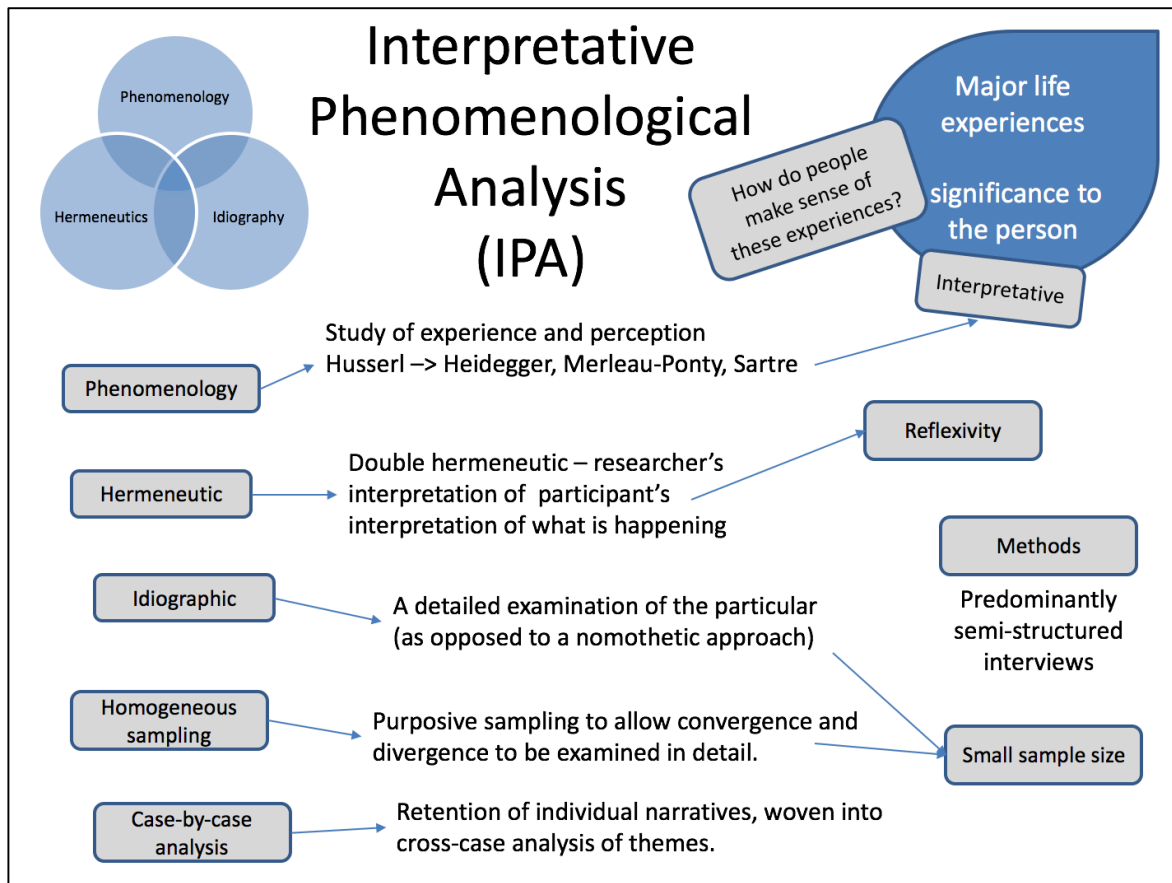 Interpretative
Phenomenological
Analysis
(IPA)
Phenomenology
Hermeneutics
Idiography
Major life
experiences
significance to
the person
How do people
make sense of
these experiences?
Interpretative
Phenomenology
Study of experience and perception
Husserl –> Heidegger, Merleau-Ponty, Sartre
Hermeneutic
Double hermeneutic – researcher's
interpretation of participant's
interpretation of what is happening
Reflexivity
Idiographic
A detailed examination of the particular
(as opposed to a nomothetic approach)
Methods
Predominantly
semi-structured
interviews
Homogeneous
sampling
Purposive sampling to allow convergence and
divergence to be examined in detail.
Small sample size
Case-by-case
analysis
Retention of individual narratives, woven into
cross-case analysis of themes.